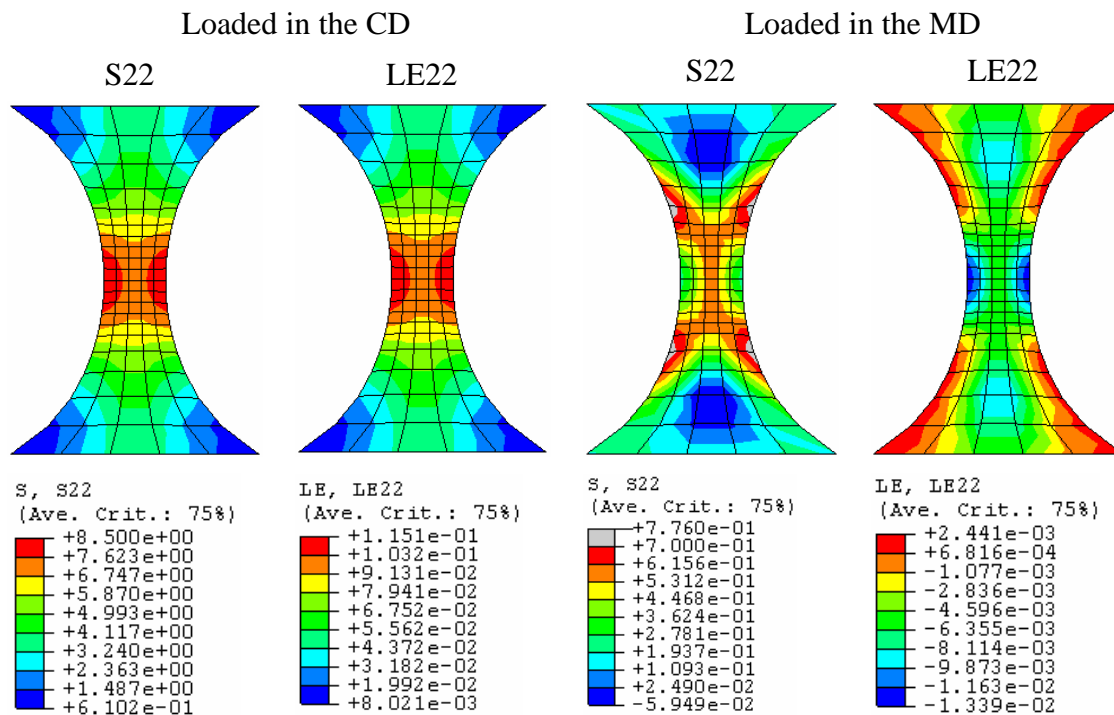 Loaded in the CD
Loaded in the MD
S22
LE22
S22
LE22
S, S22
(Ave. Crit.: 75%)
+8.500e+00
+7.623e+00
+6.747e+00
+5.870e+00
+4.993e+00
+4.117e+00
+3.240e+00
+2.363e+00
+1.487e+00
+6.102e-01
LE, LE22
(Ave. Crit.: 75%)
+1.151e-01
+1.032e-01
+9.131e-02
+7.941e-02
+6.752e-02
+5.562e-02
+4.372e-02
+3.182e-02
+1.992e-02
+8.021e-03
S, S22
(Ave. Crit.: 75%)
+7.760e-01
+7.000e-01
+6.156e-01
+5.312e-01
+4.468e-01
+3.624e-01
+2.781e-01
+1.937e-01
+1.093e-01
+2.490e-02
-5.949e-02
LE, LE22
(Ave. Crit.: 75%)
+2.441e-03
+6.816e-04
-1.077e-03
-2.836e-03
-4.596e-03
-6.355e-03
-8.114e-03
-9.873e-03
-1.163e-02
-1.339e-02